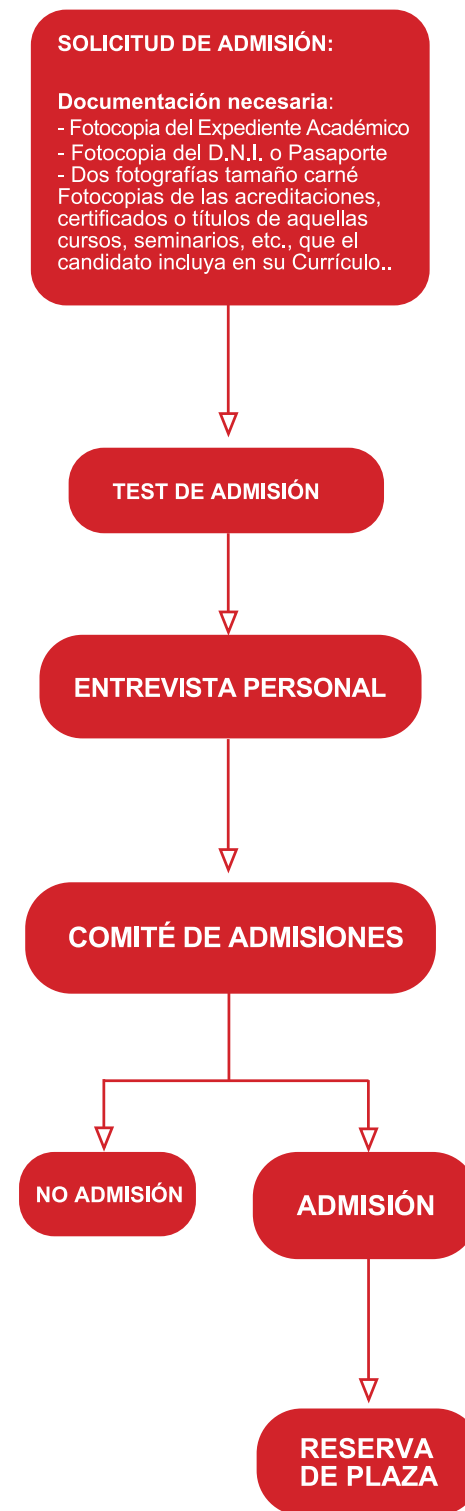 SOLICITUD DE ADMISIÓN:
Documentación necesaria:
- Fotocopia del Expediente Académico
- Fotocopia del D.N.I. o Pasaporte
- Dos fotografías tamaño carné
Fotocopias de las acreditaciones,
certificados o títulos de aquellas
cursos, seminarios, etc., que el
candidato incluya en su Currículo..
TEST DE ADMISIÓN
ENTREVISTA PERSONAL
COMITÉ DE ADMISIONES
NO ADMISIÓN
ADMISIÓN
RESERVA
DE PLAZA